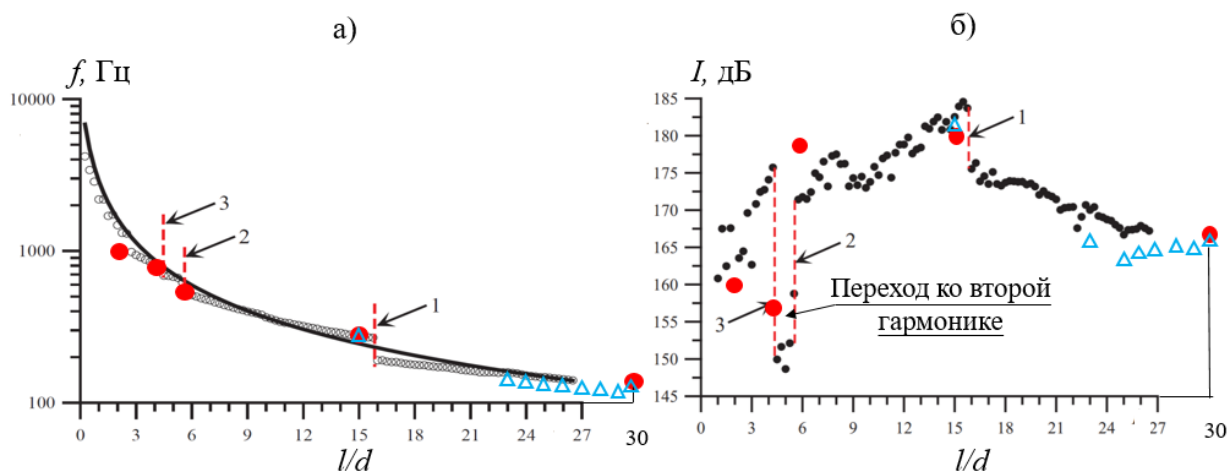 а)
f, Гц
10000
1000
100
3
2
1
0 3 6 9 12 15 18 21 24 27 30
l/d
б)
I, дБ
185
180
175
170
165
160
155
150
145
1
2
3
Переход ко второй
гармонике
0 3 6 9 12 15 18 21 24 27 30
l/d